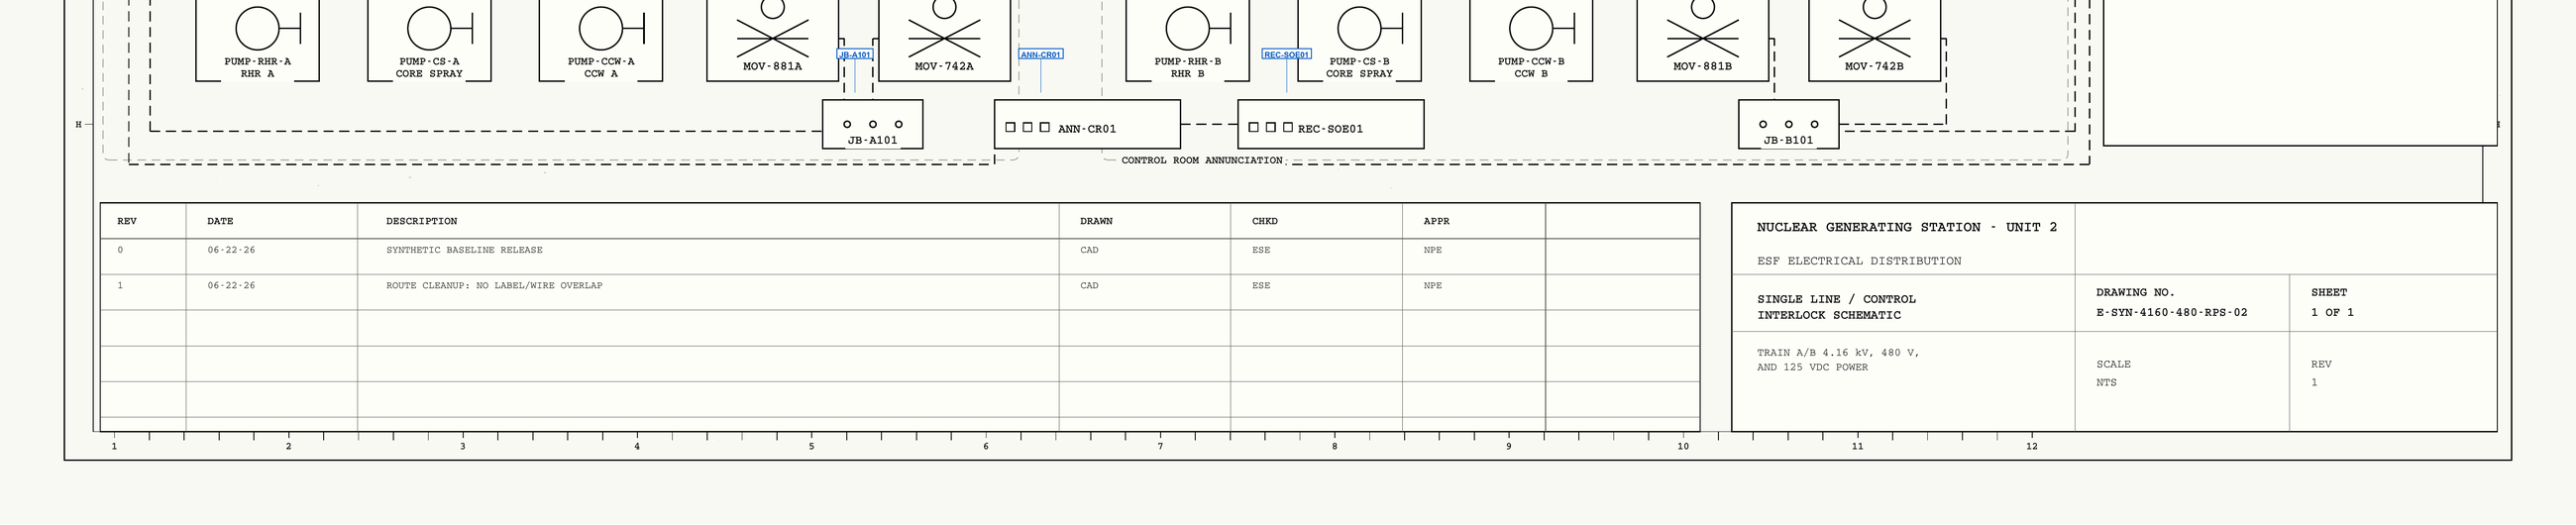 JB-A101
ANN-CR01
REC-SOE01
PUMP-RHR-A
RHR A
PUMP-CS-A
CORE SPRAY
PUMP-CCW-A
CCW A
MOV-881A
MOV-742A
PUMP-RHR-B
RHR B
PUMP-CS-B
CORE SPRAY
PUMP-CCW-B
CCW B
MOV-881B
MOV-742B
H
JB-A101
ANN-CR01
REC-SOE01
JB-B101
CONTROL ROOM ANNUNCIATION
REV DATE DESCRIPTION DRAWN CHKD APPR
0 06-22-26 SYNTHETIC BASELINE RELEASE CAD ESE NPE
1 06-22-26 ROUTE CLEANUP: NO LABEL/WIRE OVERLAP CAD ESE NPE
NUCLEAR GENERATING STATION - UNIT 2
ESF ELECTRICAL DISTRIBUTION
SINGLE LINE / CONTROL
INTERLOCK SCHEMATIC
DRAWING NO.
E-SYN-4160-480-RPS-02
SHEET
1 OF 1
TRAIN A/B 4.16 kV, 480 V,
AND 125 VDC POWER
SCALE
NTS
REV
1
1 2 3 4 5 6 7 8 9 10 11 12